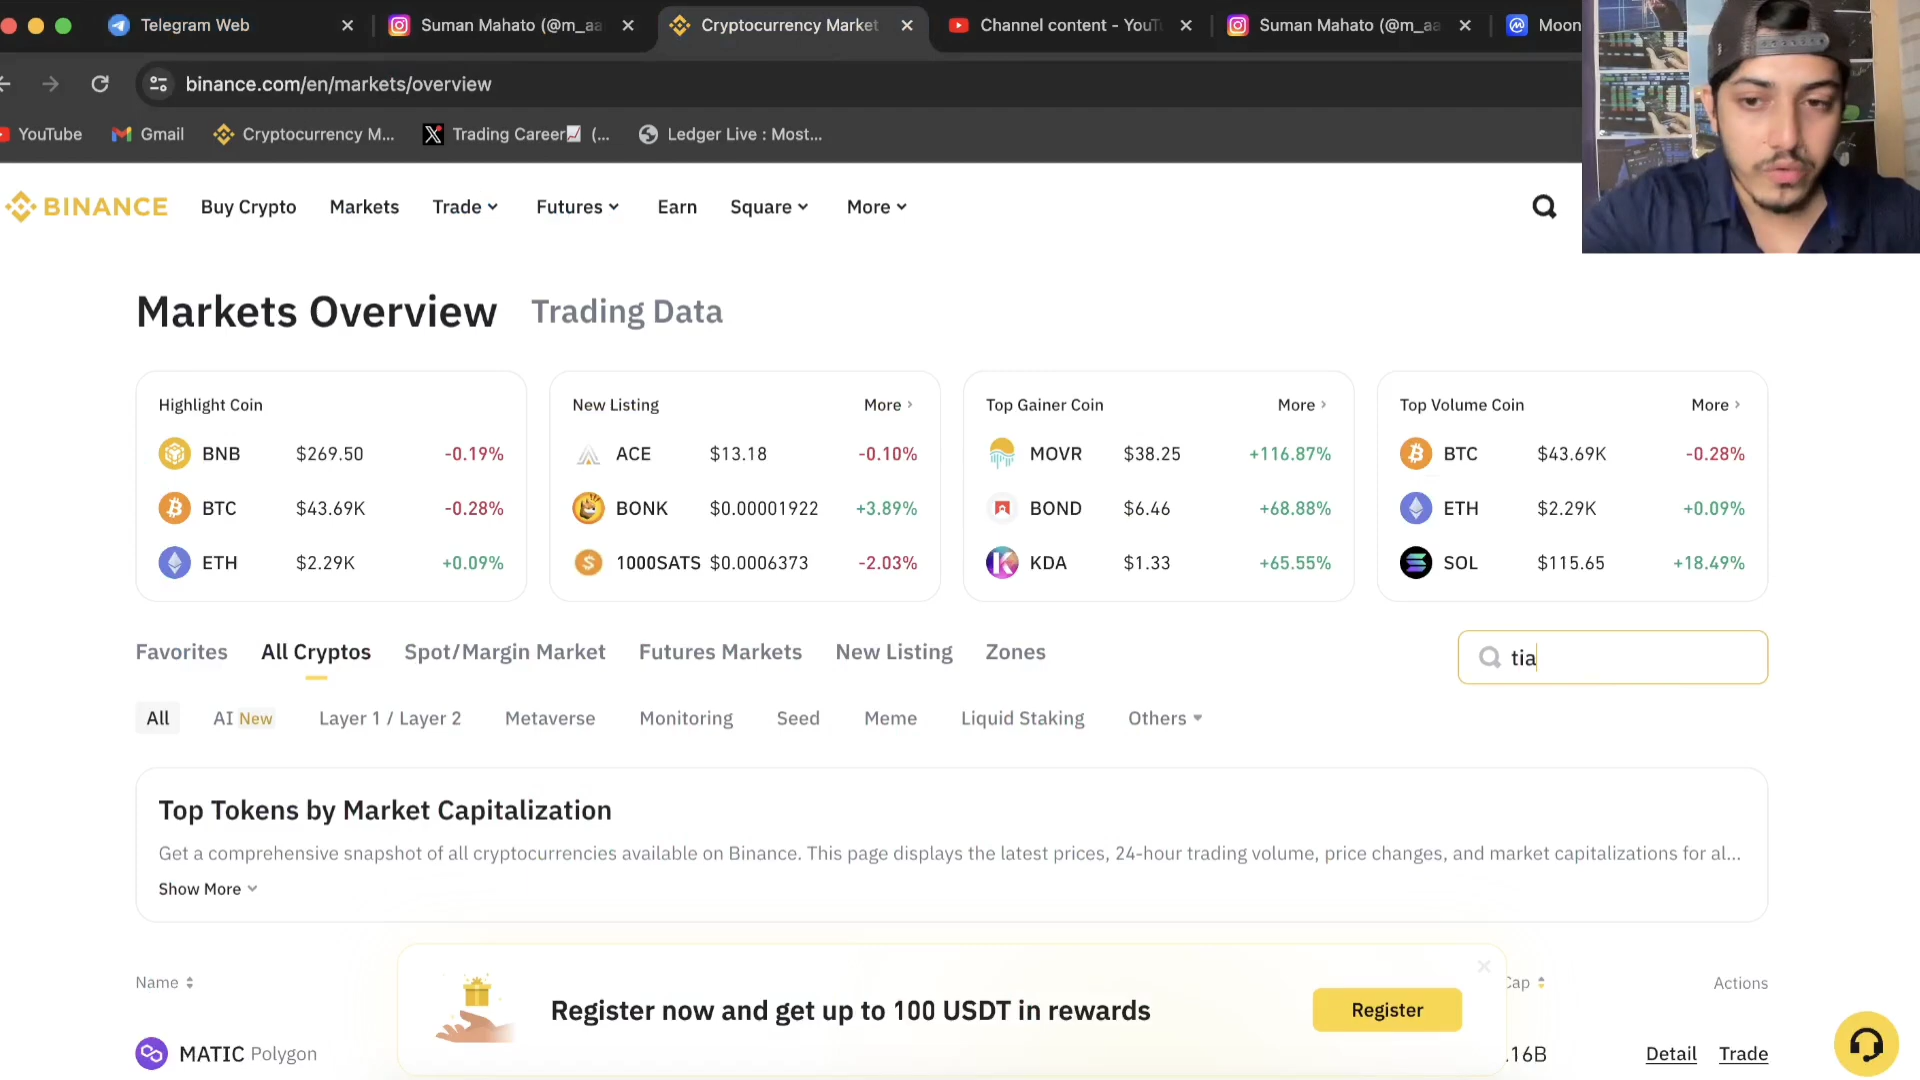 Telegram Web
Suman Mahato (@m_aa
Cryptocurrency Market
Channel content - YouTu
Suman Mahato (@m_aa
Moon
binance.com/en/markets/overview
YouTube
Gmail
Cryptocurrency M...
Trading Career📈 (...
Ledger Live : Most...
BINANCE
Buy Crypto
Markets
Trade
Futures
Earn
Square
More
Markets Overview
Trading Data
Highlight Coin
BNB $269.50 -0.19%
BTC $43.69K -0.28%
ETH $2.29K +0.09%
New Listing More
ACE $13.18 -0.10%
BONK $0.00001922 +3.89%
1000SATS $0.0006373 -2.03%
Top Gainer Coin More
MOVR $38.25 +116.87%
BOND $6.46 +68.88%
KDA $1.33 +65.55%
Top Volume Coin More
BTC $43.69K -0.28%
ETH $2.29K +0.09%
SOL $115.65 +18.49%
Favorites
All Cryptos
Spot/Margin Market
Futures Markets
New Listing
Zones
tia
All
AI New
Layer 1 / Layer 2
Metaverse
Monitoring
Seed
Meme
Liquid Staking
Others
Top Tokens by Market Capitalization
Get a comprehensive snapshot of all cryptocurrencies available on Binance. This page displays the latest prices, 24-hour trading volume, price changes, and market capitalizations for al...
Show More
Name
Cap
Actions
Register now and get up to 100 USDT in rewards
Register
MATIC Polygon
.16B
Detail
Trade